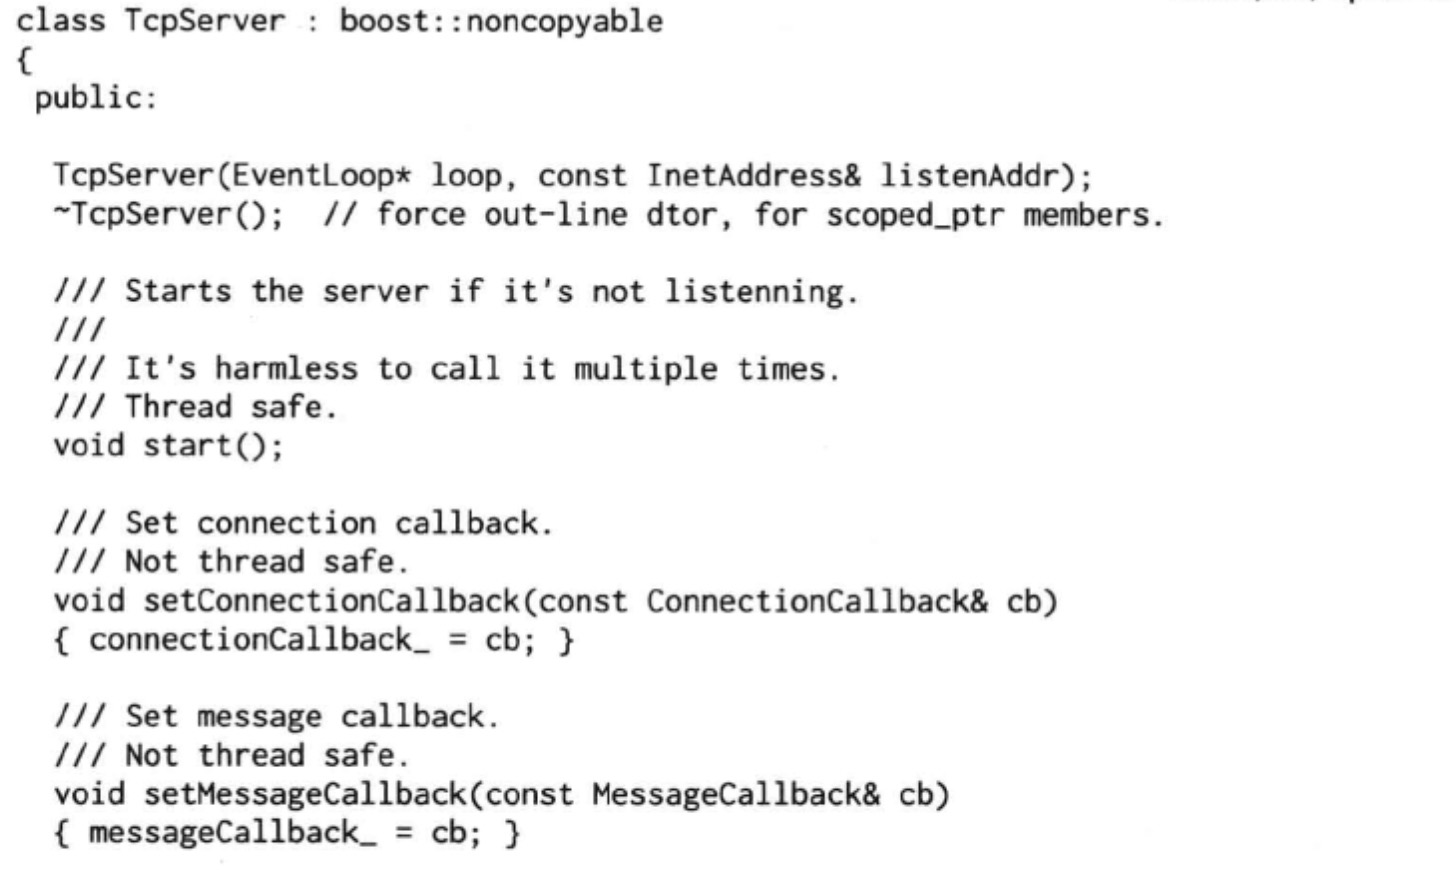 class TcpServer : boost::noncopyable
{
public:
TcpServer(EventLoop* loop, const InetAddress& listenAddr);
~TcpServer(); // force out-line dtor, for scoped_ptr members.
/// Starts the server if it's not listenning.
///
/// It's harmless to call it multiple times.
/// Thread safe.
void start();
/// Set connection callback.
/// Not thread safe.
void setConnectionCallback(const ConnectionCallback& cb)
{ connectionCallback_ = cb; }
/// Set message callback.
/// Not thread safe.
void setMessageCallback(const MessageCallback& cb)
{ messageCallback_ = cb; }